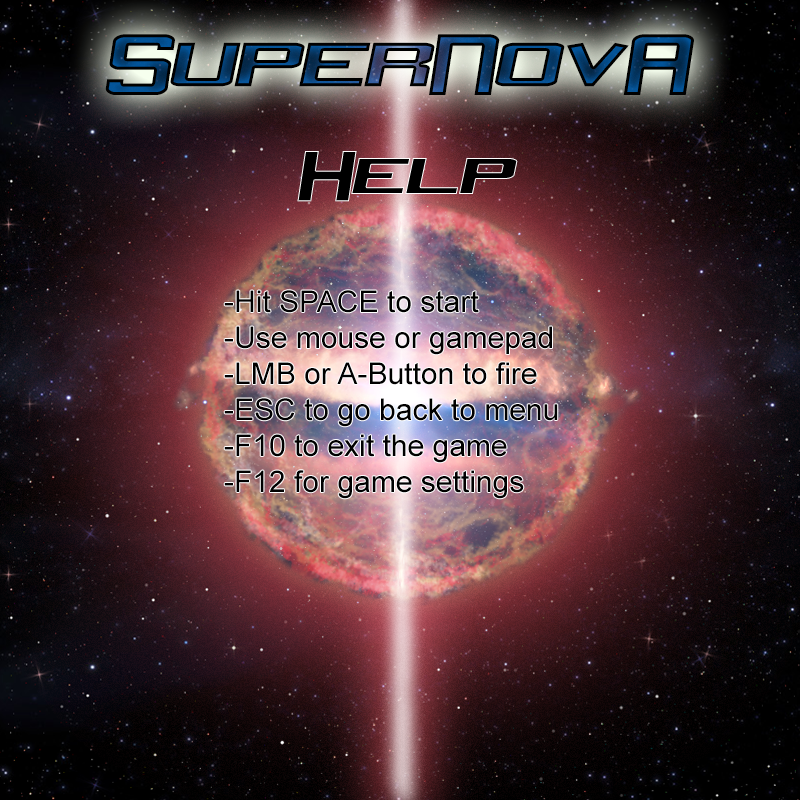 SuperNova
Help
-Hit SPACE to start
-Use mouse or gamepad
-LMB or A-Button to fire
-ESC to go back to menu
-F10 to exit the game
-F12 for game settings